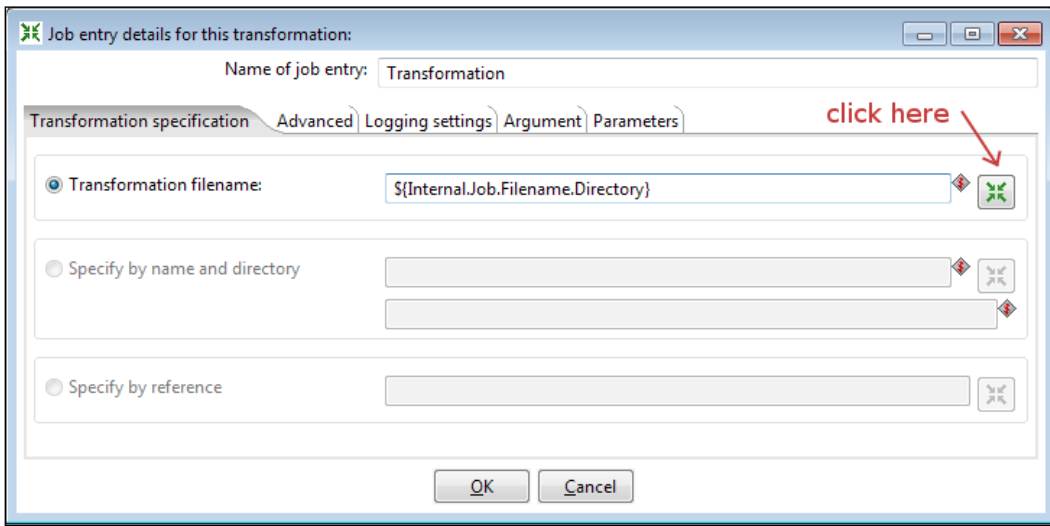 Job entry details for this transformation:
Name of job entry: Transformation
Transformation specification Advanced Logging settings Argument Parameters
click here
Transformation filename: ${Internal.Job.Filename.Directory}
Specify by name and directory
Specify by reference
OK Cancel